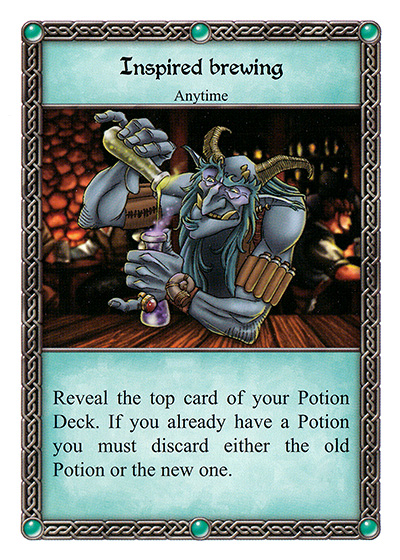 Inspired brewing
Anytime
Reveal the top card of your Potion
Deck. If you already have a Potion
you must discard either the old
Potion or the new one.